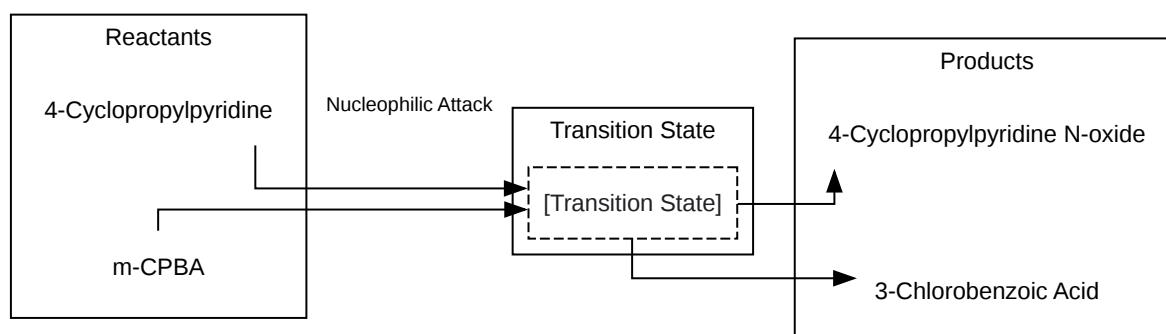 Reactants
4-Cyclopropylpyridine
m-CPBA
Nucleophilic Attack
Transition State
[Transition State]
Products
4-Cyclopropylpyridine N-oxide
3-Chlorobenzoic Acid